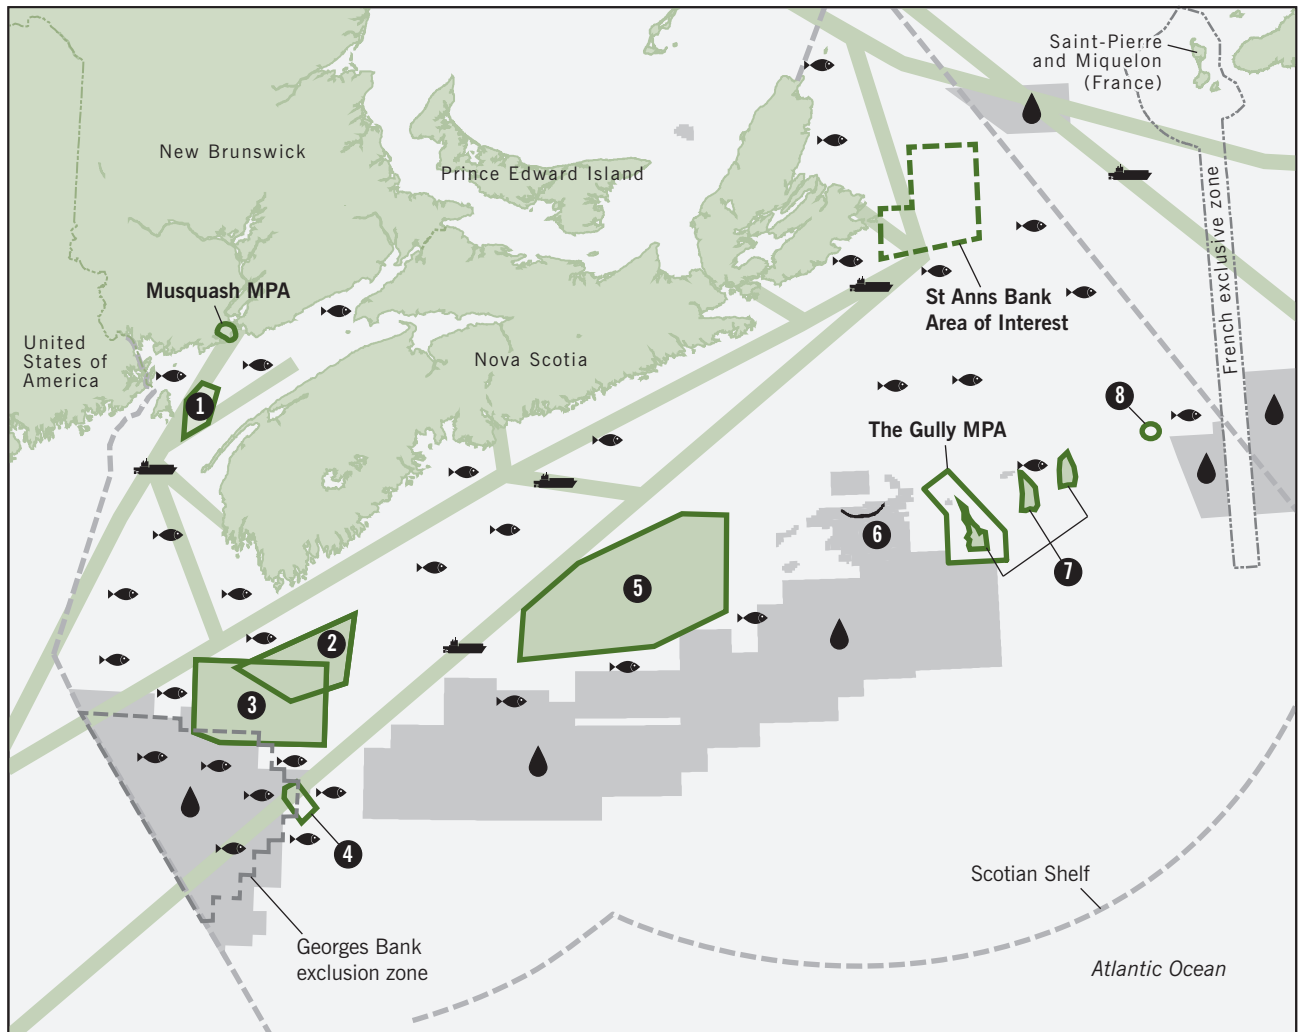 Saint-Pierre
and Miquelon
(France)
New Brunswick
Prince Edward Island
French exclusive zone
Musquash MPA
St Anns Bank
Area of Interest
United
States of
America
Nova Scotia
1
8
The Gully MPA
6
7
5
2
3
4
Scotian Shelf
Georges Bank
exclusion zone
Atlantic Ocean